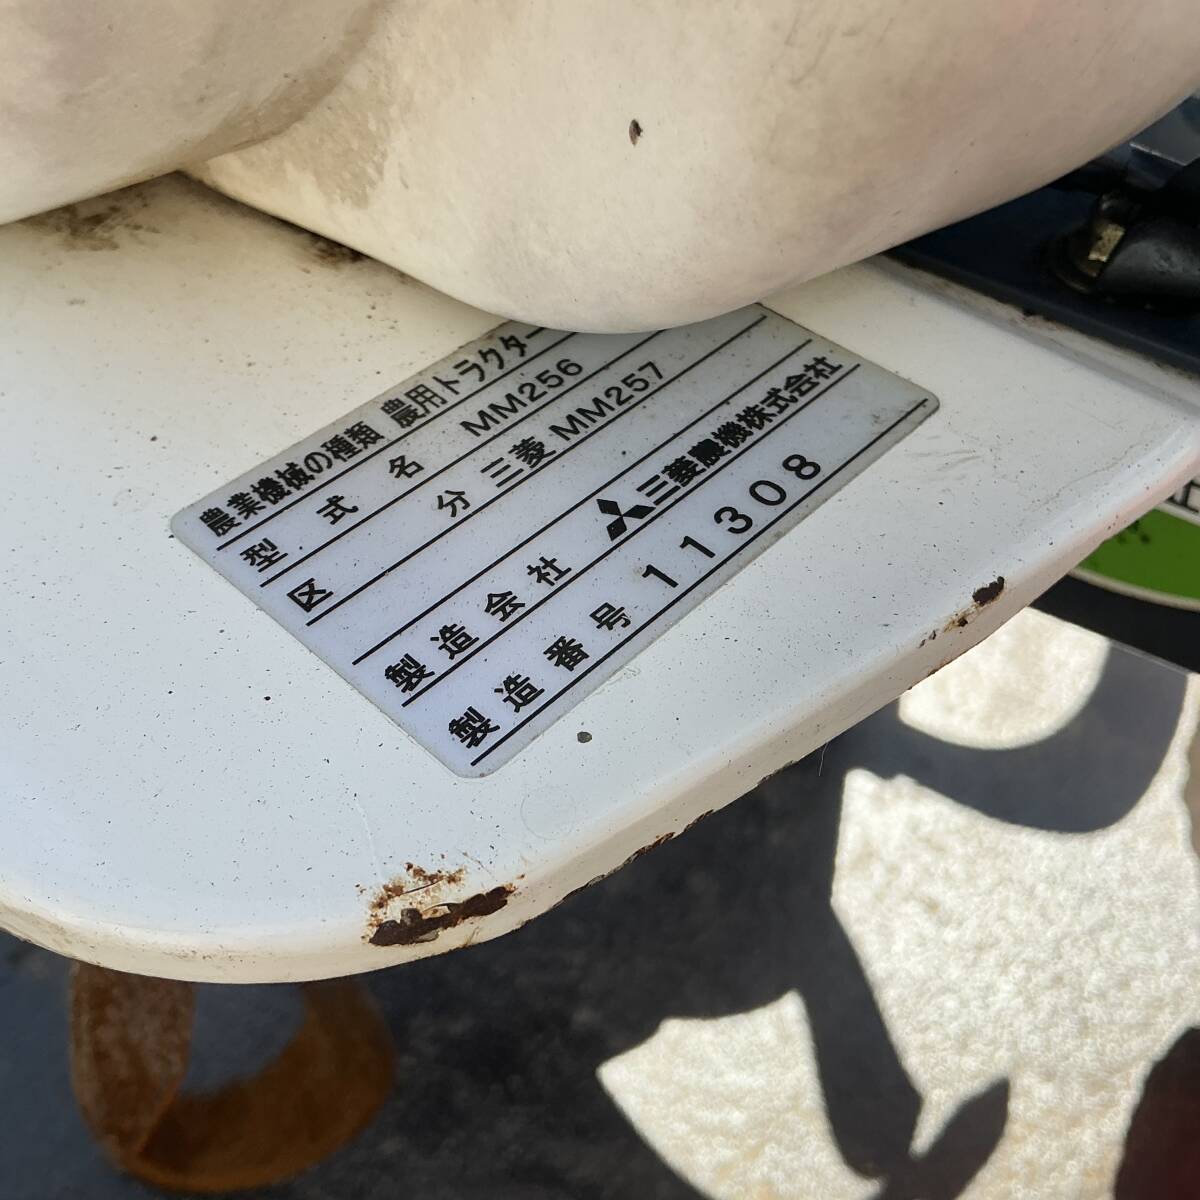 農業機械の種類 農用トラクター
型式名 MM256
区分 三菱 MM257
製造会社 三菱農機株式会社
製造番号 11308